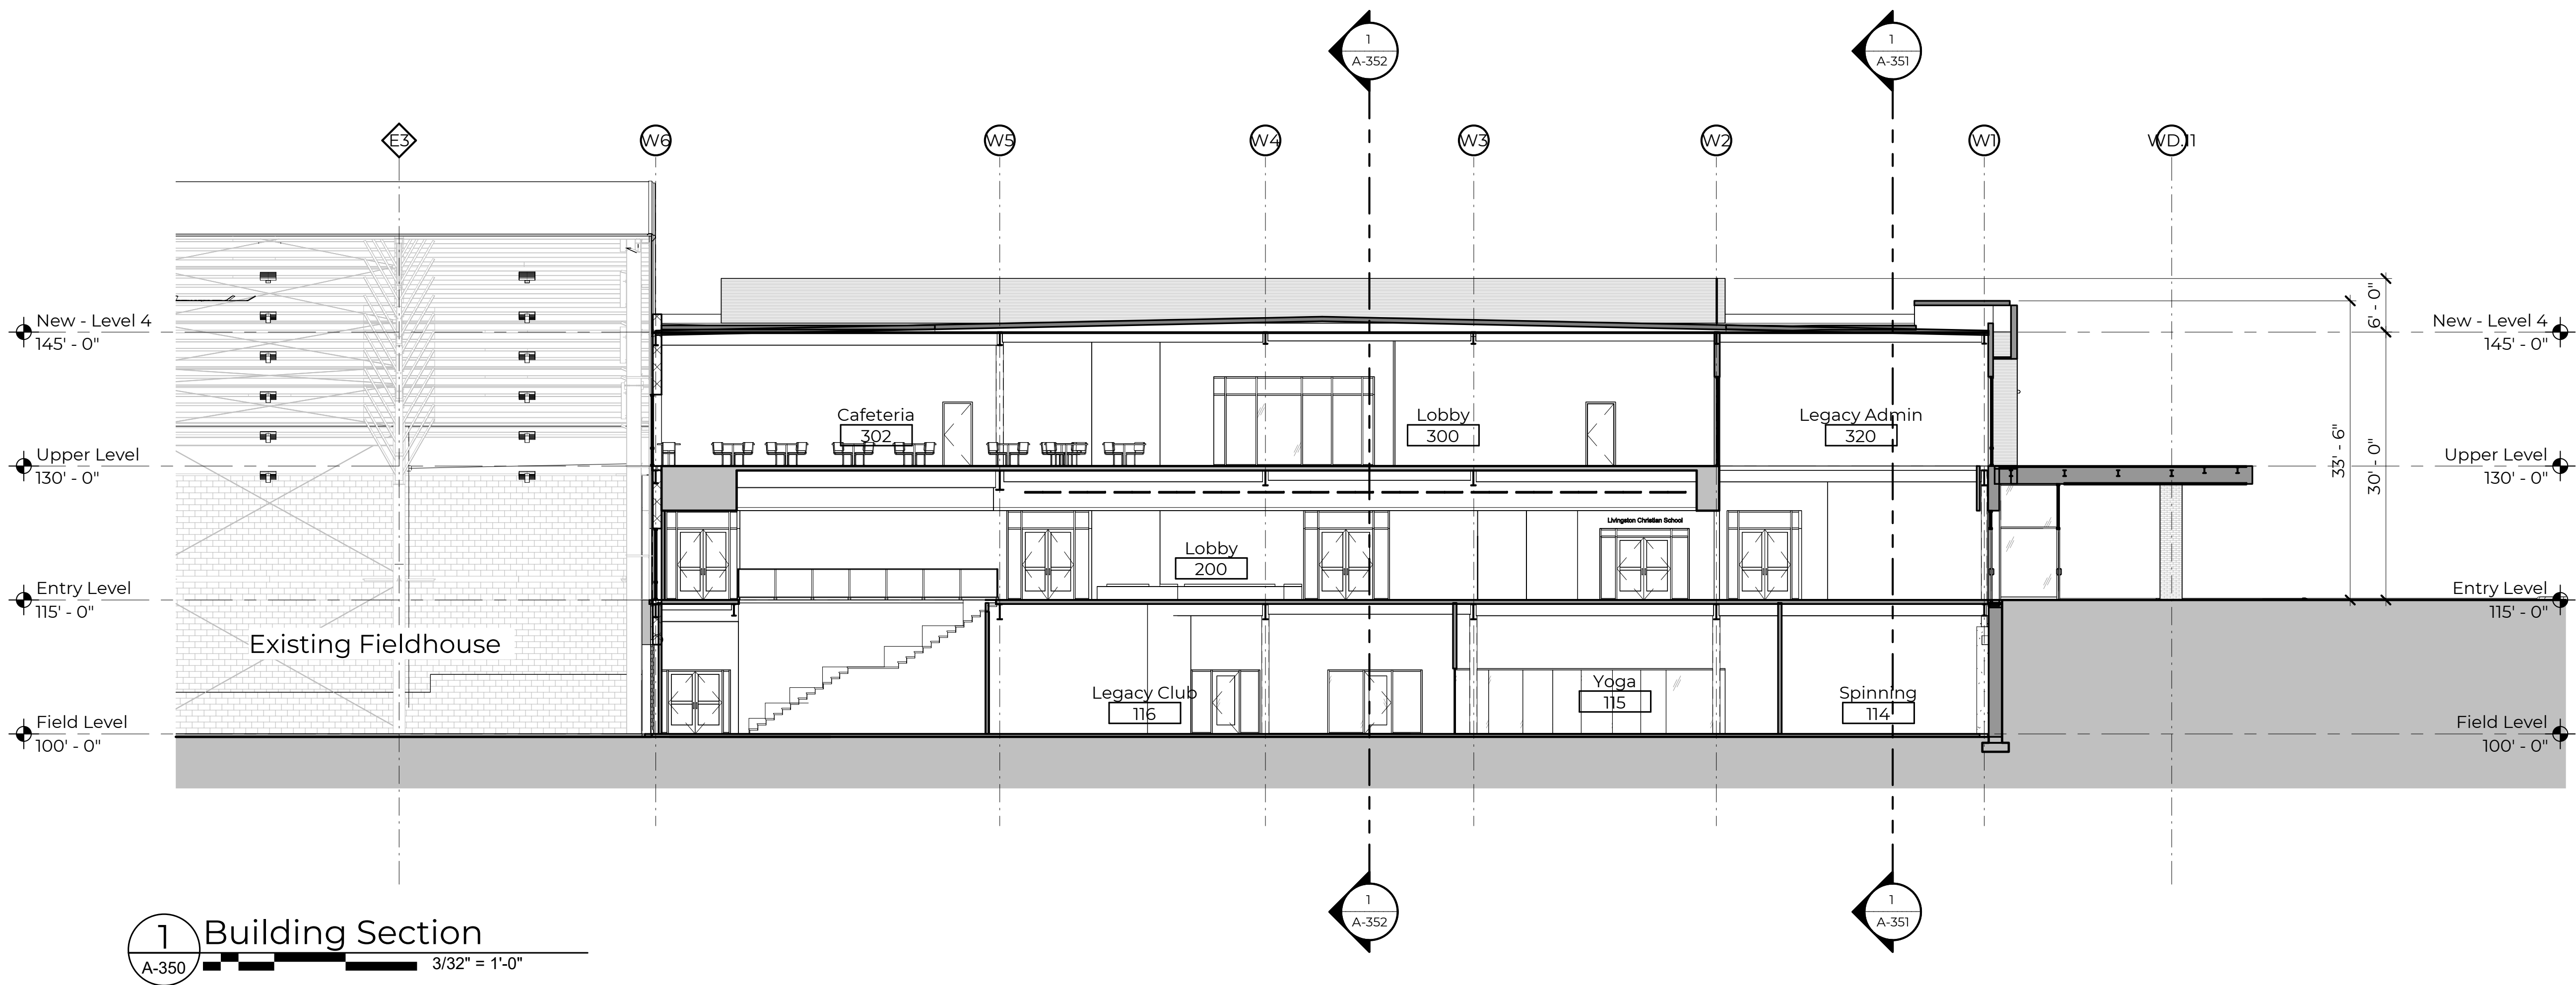 1
A-352
1
A-351
E3
W6
W5
W4
W3
W2
W1
WD.11
6' - 0"
33' - 6"
30' - 0"
New - Level 4
145' - 0"
New - Level 4
145' - 0"
Cafeteria
302
Lobby
300
Legacy Admin
320
Upper Level
130' - 0"
Upper Level
130' - 0"
Livingston Christian School
Lobby
200
Entry Level
115' - 0"
Entry Level
115' - 0"
Existing Fieldhouse
Legacy Club
116
Yoga
115
Spinning
114
Field Level
100' - 0"
Field Level
100' - 0"
1
A-352
1
A-351
1
A-350
Building Section
3/32" = 1'-0"